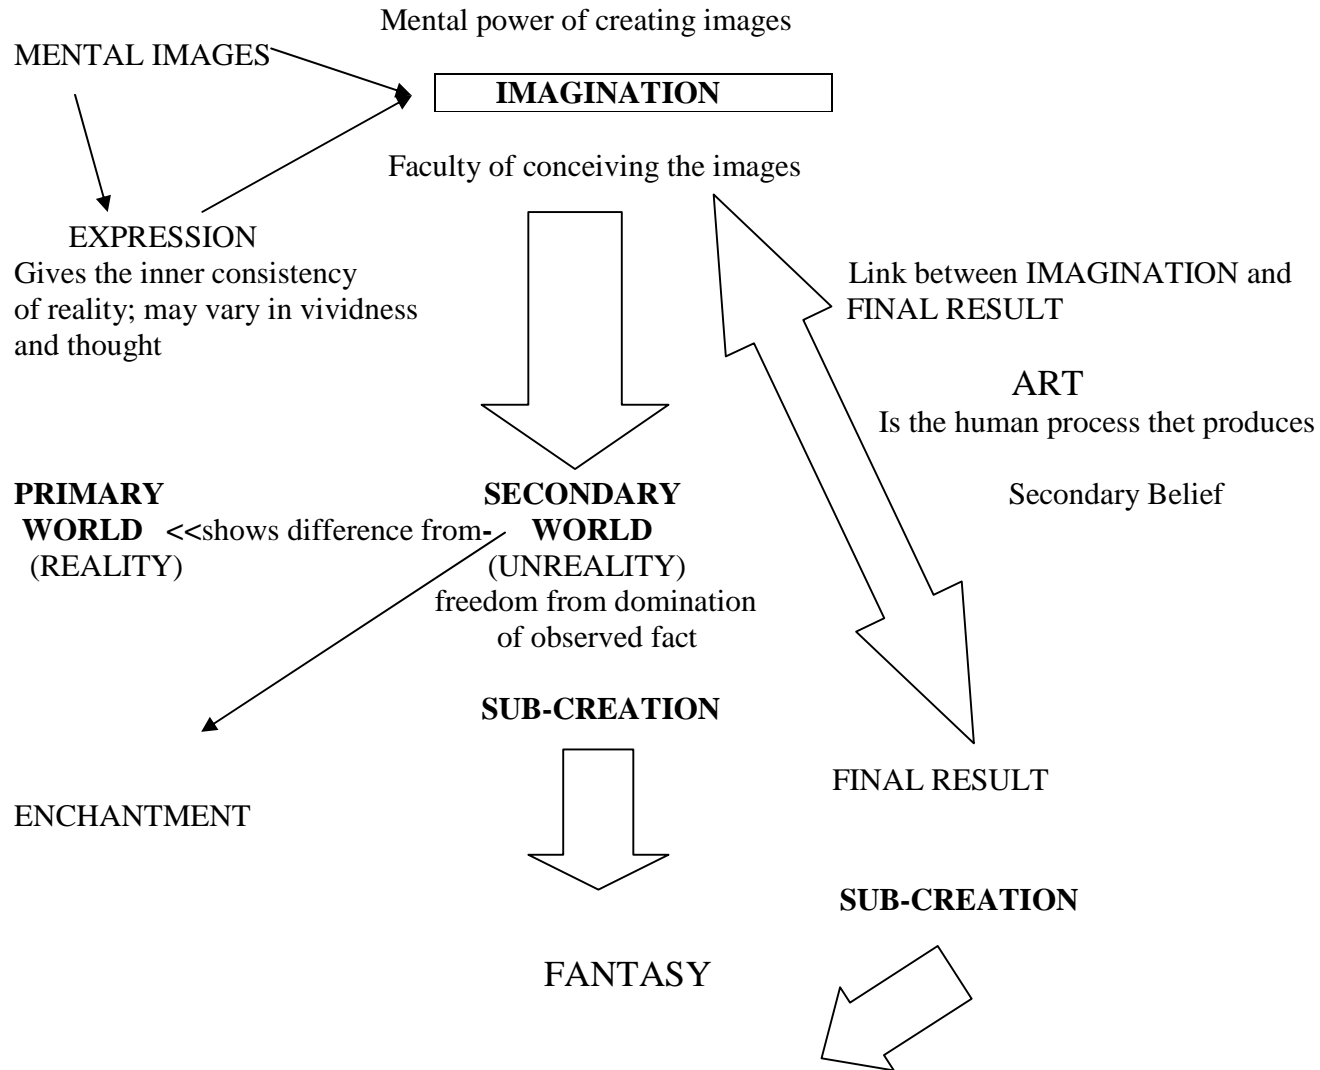 Mental power of creating images
MENTAL IMAGES
IMAGINATION
Faculty of conceiving the images
EXPRESSION
Gives the inner consistency
of reality; may vary in vividness
and thought
Link between IMAGINATION and
FINAL RESULT
ART
Is the human process thet produces
Secondary Belief
PRIMARY
WORLD <<shows difference from-
(REALITY)
SECONDARY
WORLD
(UNREALITY)
freedom from domination
of observed fact
SUB-CREATION
FINAL RESULT
ENCHANTMENT
SUB-CREATION
FANTASY